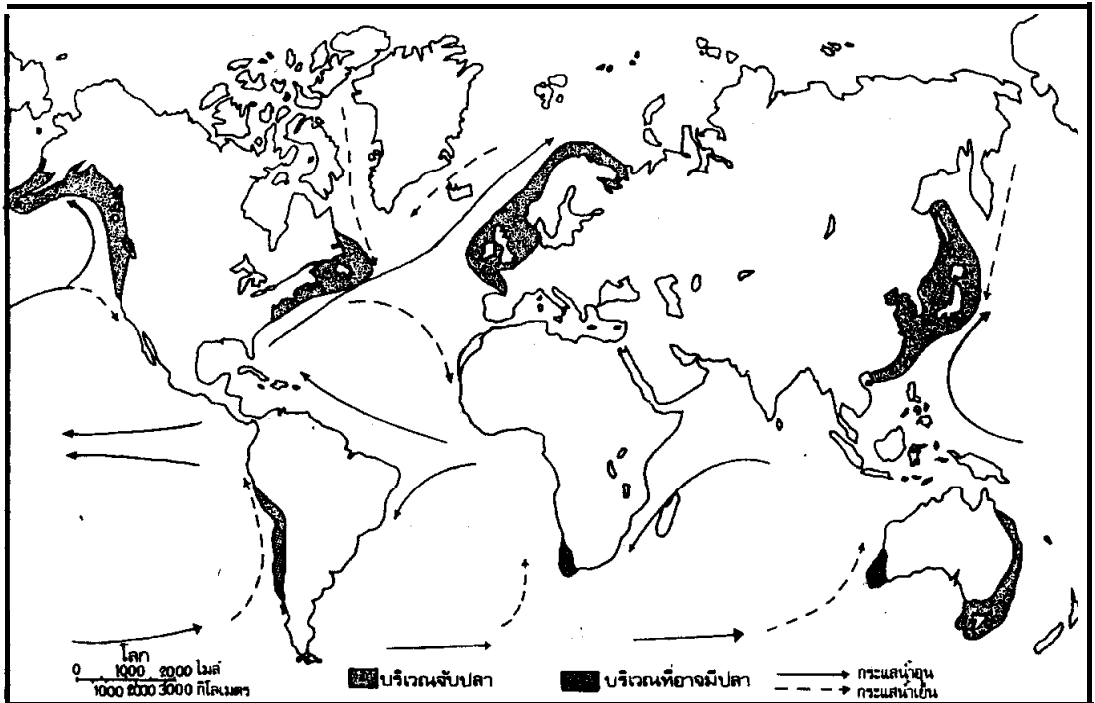 โลก
0 1000 2000 ไมล์
1000 2000 3000 กิโลเมตร
บริเวณจับปลา
บริเวณที่อาจมีปลา
กระแสน้ำอุ่น
กระแสน้ำเย็น